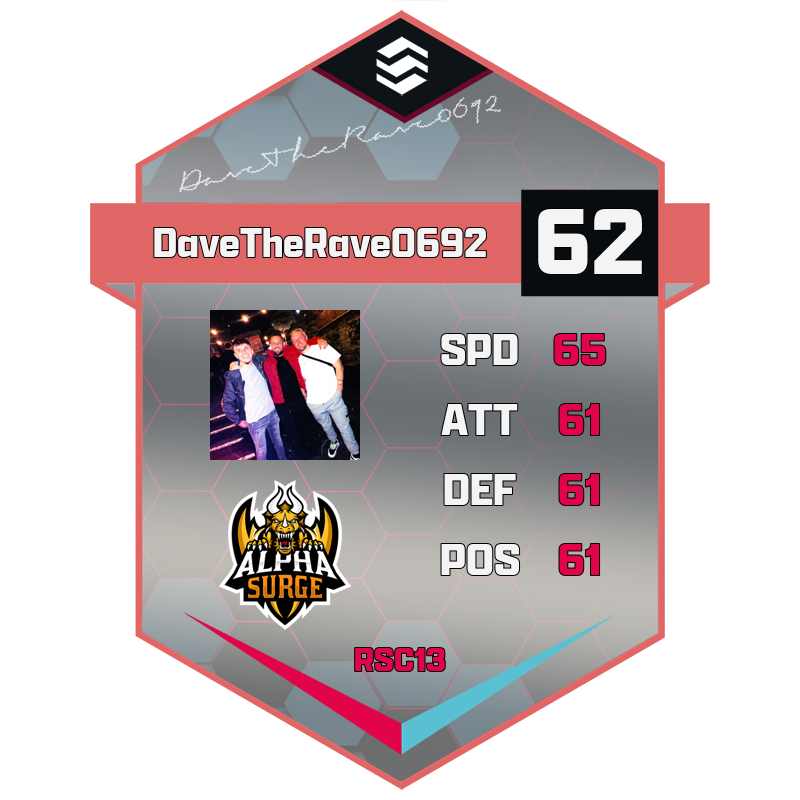 DaveTheRave0692
DaveTheRave0692
62
SPD 65
ATT 61
DEF 61
POS 61
ALPHA
SURGE
RSC13